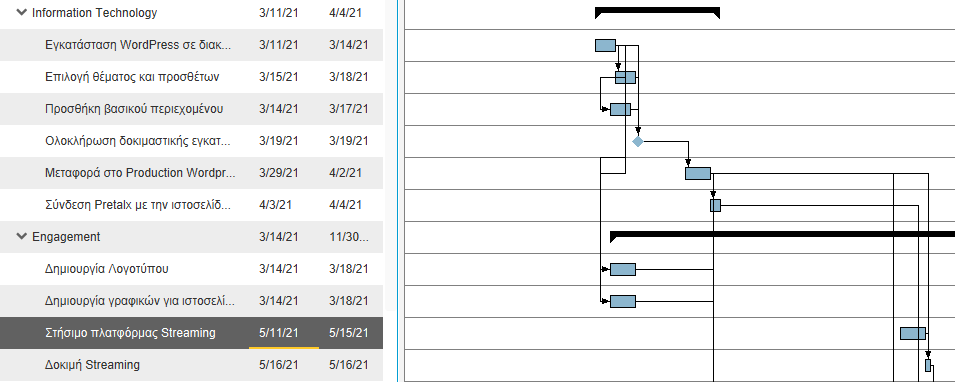 Information Technology 3/11/21 4/4/21
Εγκατάσταση WordPress σε διακ... 3/11/21 3/14/21
Επιλογή θέματος και προσθέτων 3/15/21 3/18/21
Προσθήκη βασικού περιεχομένου 3/14/21 3/17/21
Ολοκλήρωση δοκιμαστικής εγκατ... 3/19/21 3/19/21
Μεταφορά στο Production Wordpr... 3/29/21 4/2/21
Σύνδεση Pretalx με την ιστοσελίδ... 4/3/21 4/4/21
Engagement 3/14/21 11/30...
Δημιουργία Λογοτύπου 3/14/21 3/18/21
Δημιουργία γραφικών για ιστοσελί... 3/14/21 3/18/21
Στήσιμο πλατφόρμας Streaming 5/11/21 5/15/21
Δοκιμή Streaming 5/16/21 5/16/21